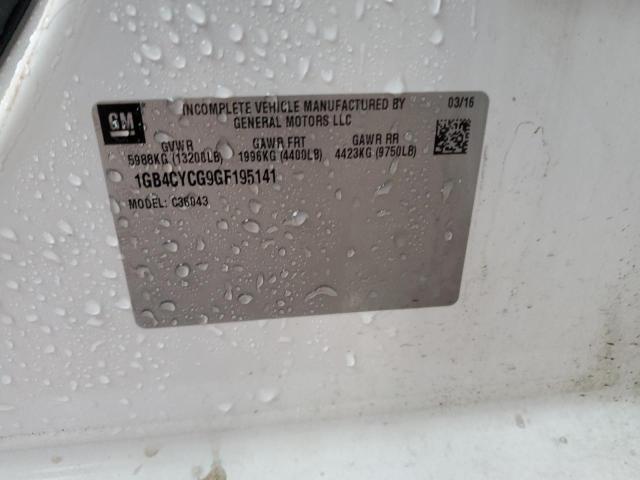 GM
INCOMPLETE VEHICLE MANUFACTURED BY
GENERAL MOTORS LLC
03/16
GVWR GAWR FRT GAWR RR
5988KG (13200LB) 1996KG (4400LB) 4423KG (9750LB)
1GB4CYCG9GF195141
MODEL: C36043